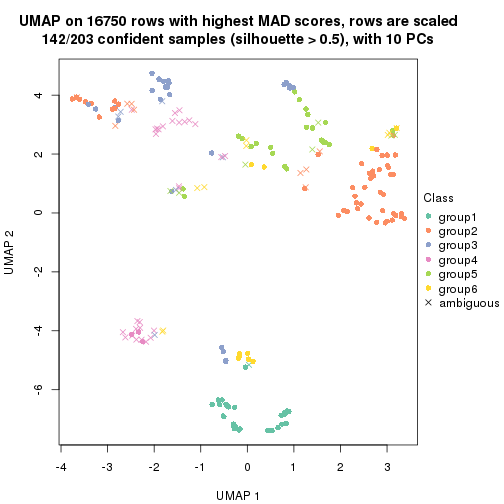 UMAP on 16750 rows with highest MAD scores, rows are scaled
142/203 confident samples (silhouette > 0.5), with 10 PCs
4
2
0
-2
-4
-6
UMAP 2
-4
-3
-2
-1
0
1
2
3
UMAP 1
Class
group1
group2
group3
group4
group5
group6
ambiguous